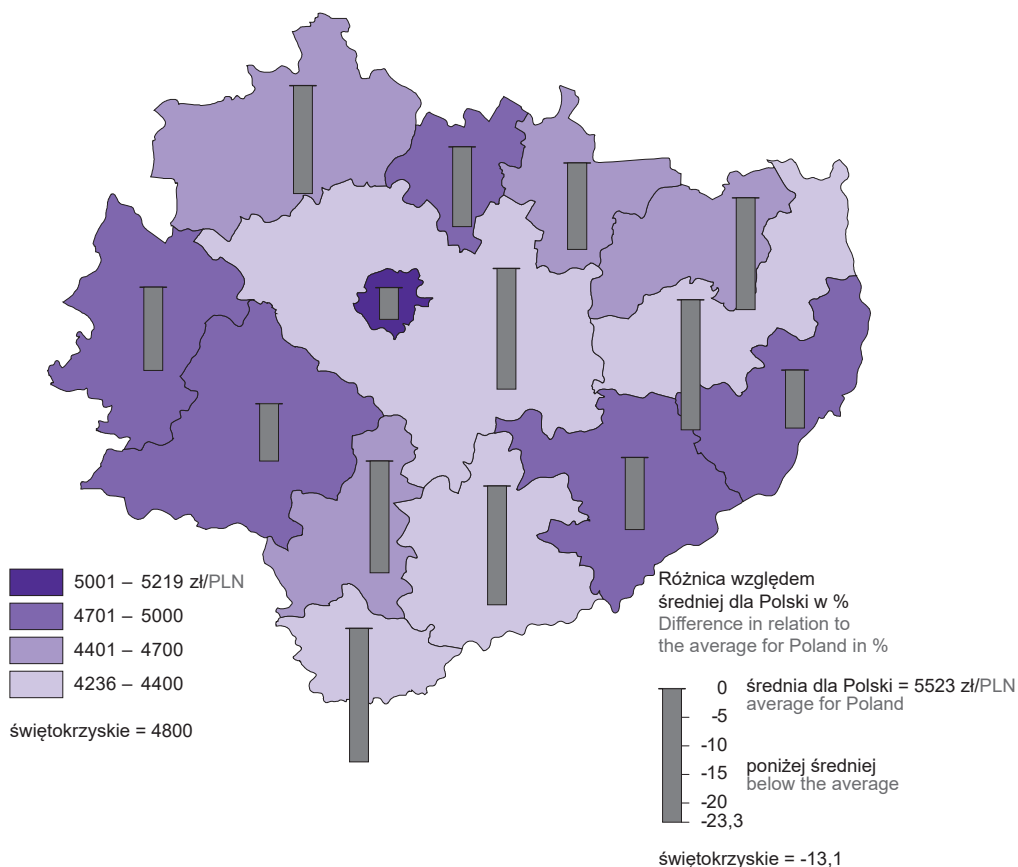 5001 – 5219 zł/PLN
4701 – 5000
4401 – 4700
4236 – 4400
świętokrzyskie = 4800
Różnica względem
średniej dla Polski w %
Difference in relation to
the average for Poland in %
0
-5
-10
-15
-20
-23,3
średnia dla Polski = 5523 zł/PLN
average for Poland
poniżej średniej
below the average
świętokrzyskie = -13,1